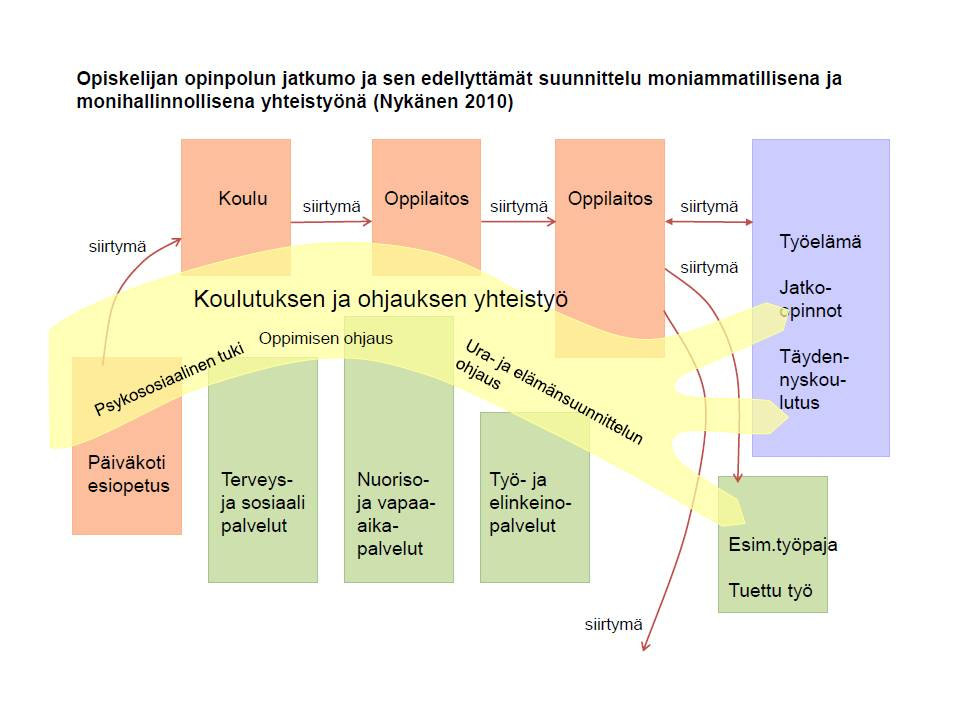 Opiskelijan opinpolun jatkumo ja sen edellyttämät suunnittelu moniammatillisena ja
monihallinnollisena yhteistyönä (Nykänen 2010)
Koulu
siirtymä
Oppilaitos
siirtymä
Oppilaitos
siirtymä
siirtymä
siirtymä
Työelämä
Jatko-
opinnot
Täyden-
nyskou-
lutus
Koulutuksen ja ohjauksen yhteistyö
Psykososiaalinen tuki
Oppimisen ohjaus
Ura- ja elämänsuunnittelun
ohjaus
Päiväkoti
esiopetus
Terveys-
ja sosiaali
palvelut
Nuoriso-
ja vapaa-
aika-
palvelut
Työ- ja
elinkeino-
palvelut
Esim.työpaja
Tuettu työ
siirtymä